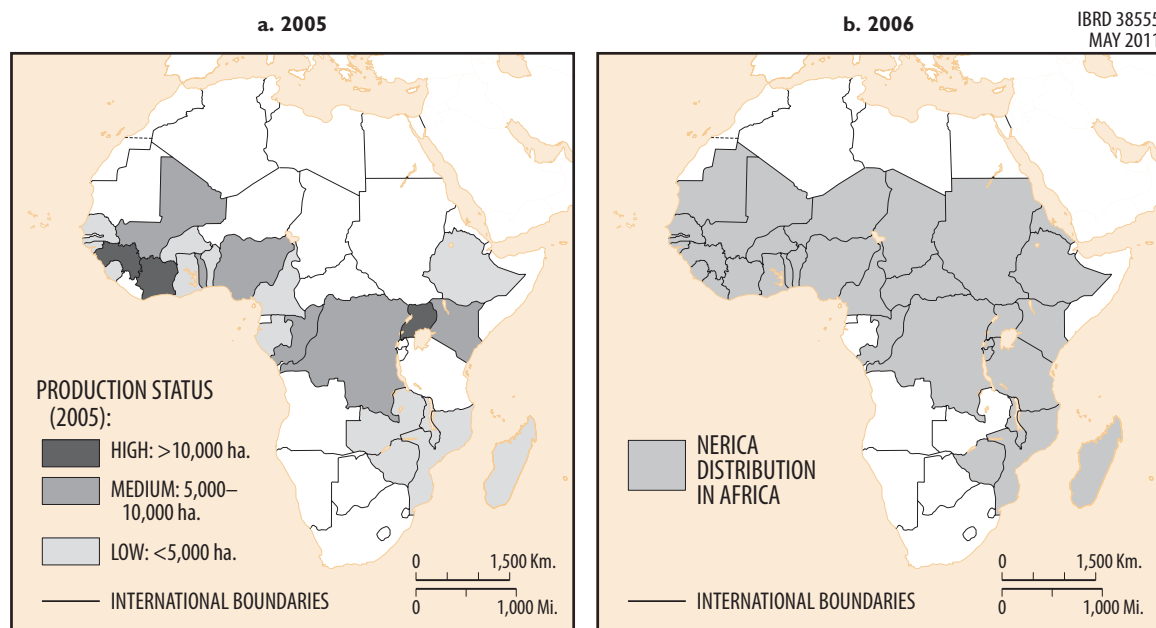 a. 2005
b. 2006
IBRD 38555
MAY 2011
PRODUCTION STATUS
(2005):
HIGH: >10,000 ha.
MEDIUM: 5,000–
10,000 ha.
LOW: <5,000 ha.
INTERNATIONAL BOUNDARIES
0 1,500 Km.
0 1,000 Mi.
NERICA
DISTRIBUTION
IN AFRICA
INTERNATIONAL BOUNDARIES
0 1,500 Km.
0 1,000 Mi.